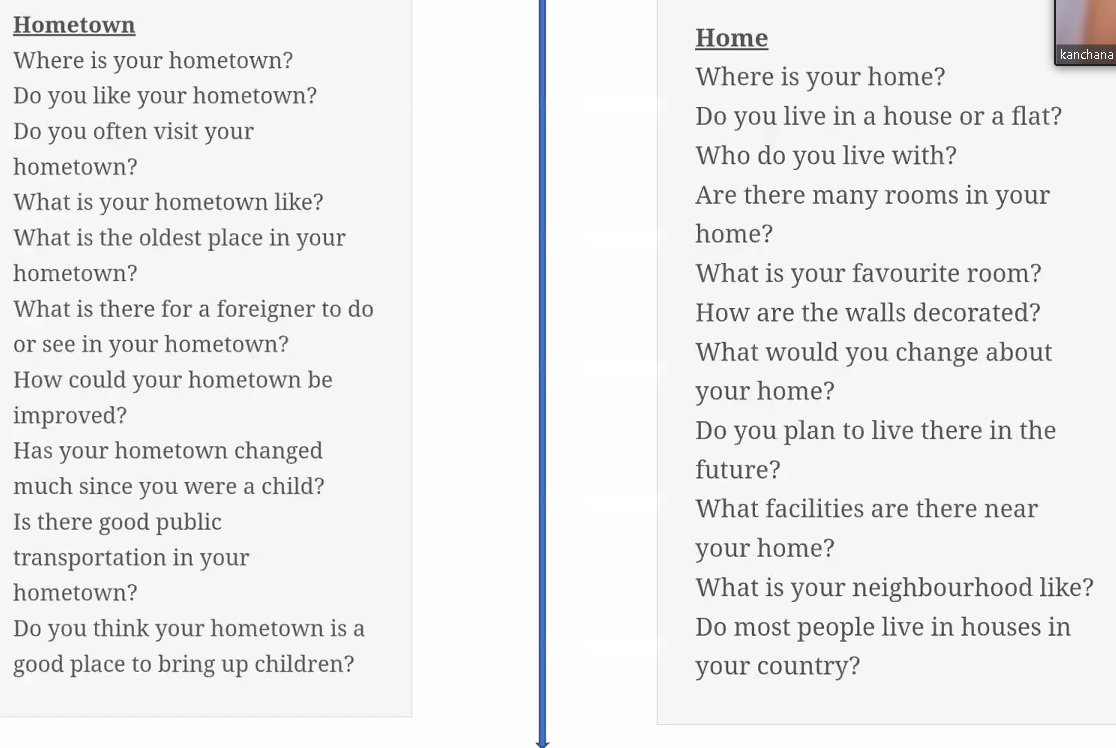 Hometown
Where is your hometown?
Do you like your hometown?
Do you often visit your
hometown?
What is your hometown like?
What is the oldest place in your
hometown?
What is there for a foreigner to do
or see in your hometown?
How could your hometown be
improved?
Has your hometown changed
much since you were a child?
Is there good public
transportation in your
hometown?
Do you think your hometown is a
good place to bring up children?
Home
Where is your home?
Do you live in a house or a flat?
Who do you live with?
Are there many rooms in your
home?
What is your favourite room?
How are the walls decorated?
What would you change about
your home?
Do you plan to live there in the
future?
What facilities are there near
your home?
What is your neighbourhood like?
Do most people live in houses in
your country?
kanchana